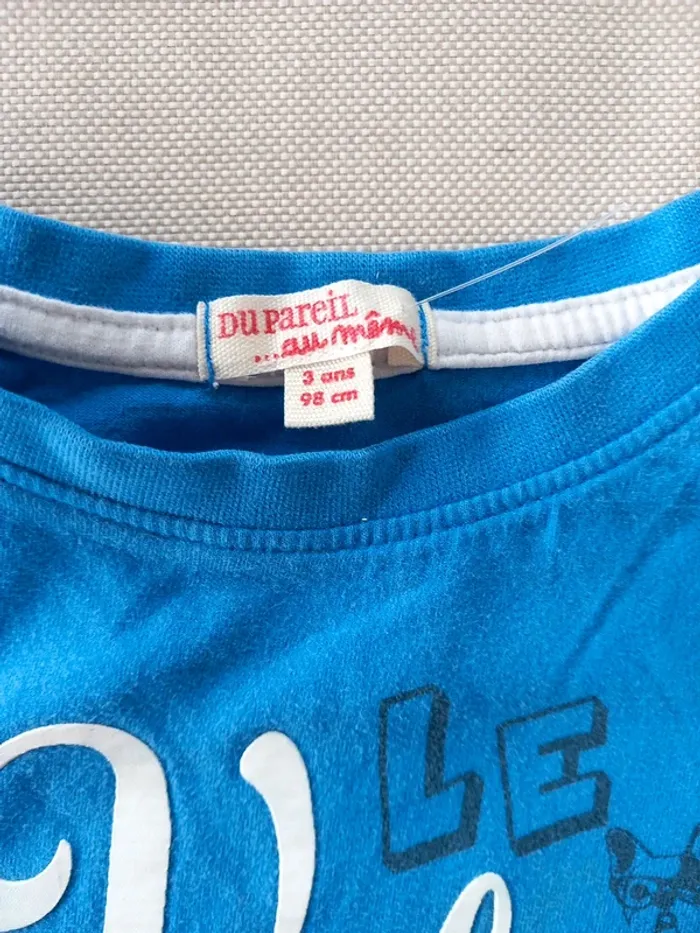 DU PAREIL
...au même
3 ans
98 cm
LE